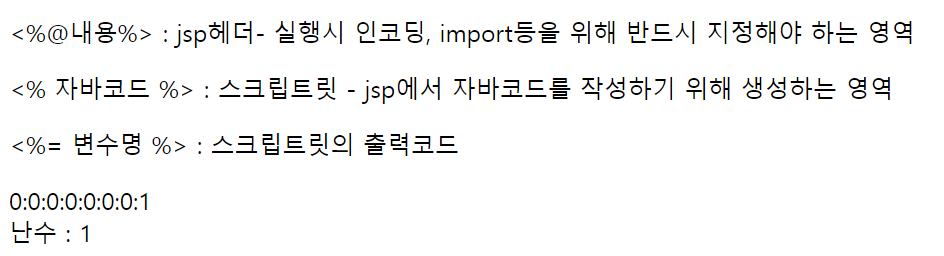 <%@내용%> : jsp헤더- 실행시 인코딩, import등을 위해 반드시 지정해야 하는 영역
<% 자바코드 %> : 스크립트릿 - jsp에서 자바코드를 작성하기 위해 생성하는 영역
<%= 변수명 %> : 스크립트릿의 출력코드
0:0:0:0:0:0:0:1
난수 : 1